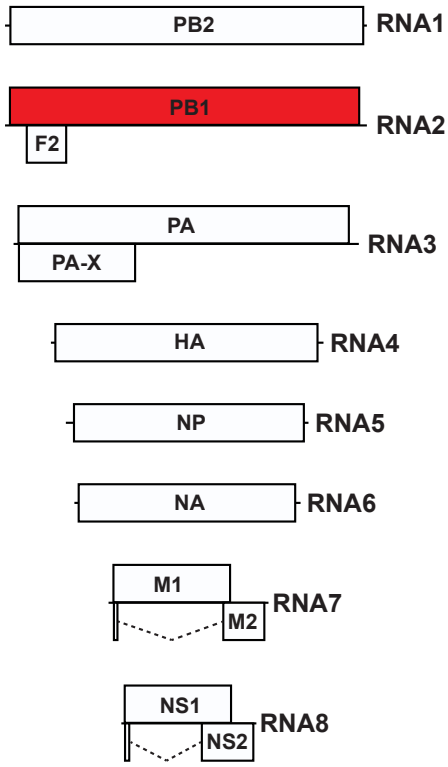 PB2 RNA1
PB1 RNA2
F2
PA RNA3
PA-X
HA RNA4
NP RNA5
NA RNA6
M1 RNA7
M2
NS1 RNA8
NS2